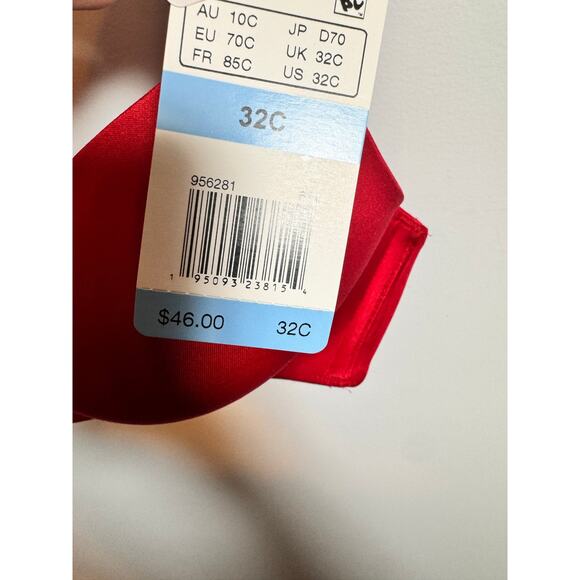 AU 10C JP D70
EU 70C UK 32C
FR 85C US 32C
32C
956281
1 95093 23815 4
$46.00 32C